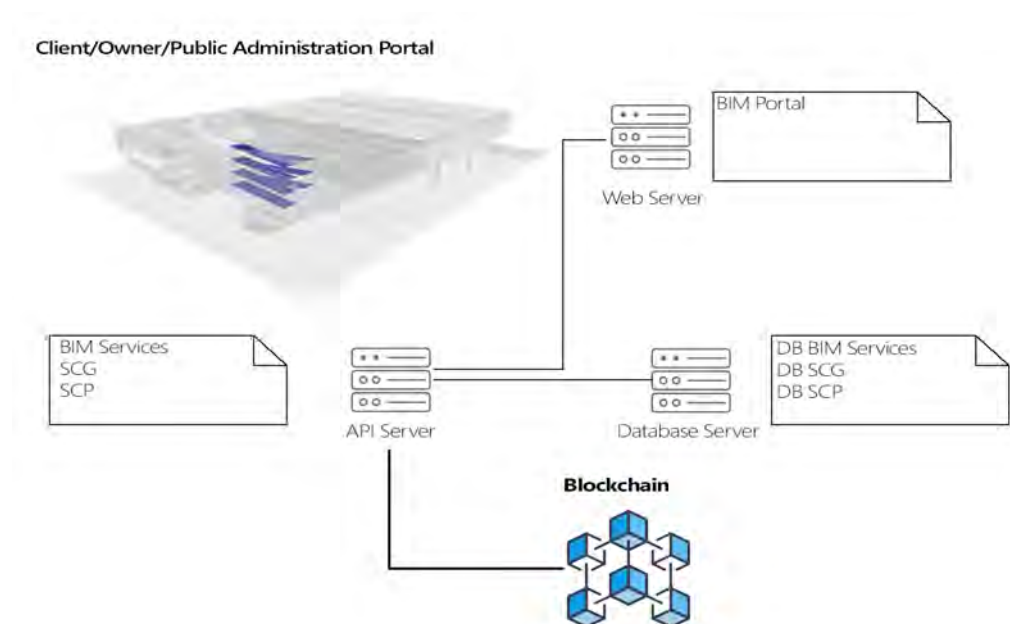 Client/Owner/Public Administration Portal
BIM Portal
Web Server
BIM Services
SCG
SCP
API Server
DB BIM Services
DB SCG
DB SCP
Database Server
Blockchain